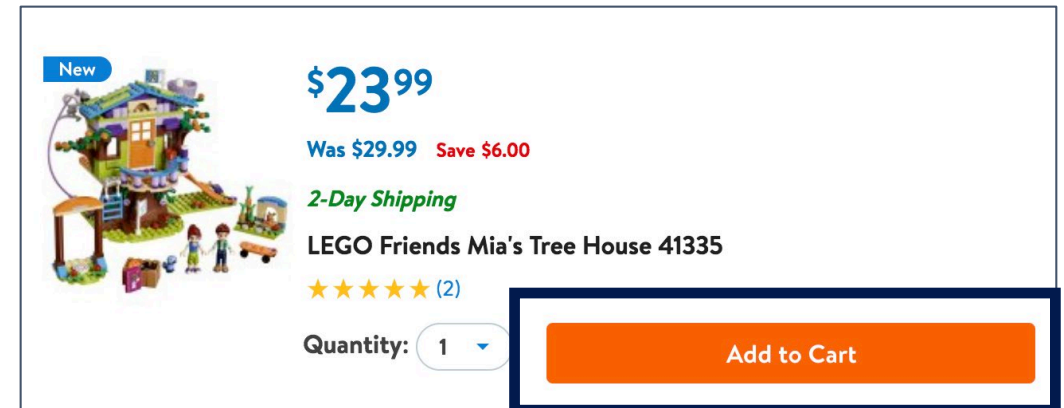 New
$23 99
Was $29.99 Save $6.00
2-Day Shipping
LEGO Friends Mia's Tree House 41335
(2)
Quantity: 1
Add to Cart